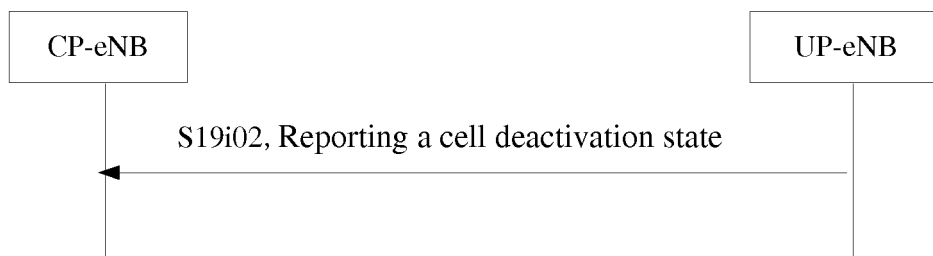 CP-eNB
UP-eNB
S19i02, Reporting a cell deactivation state